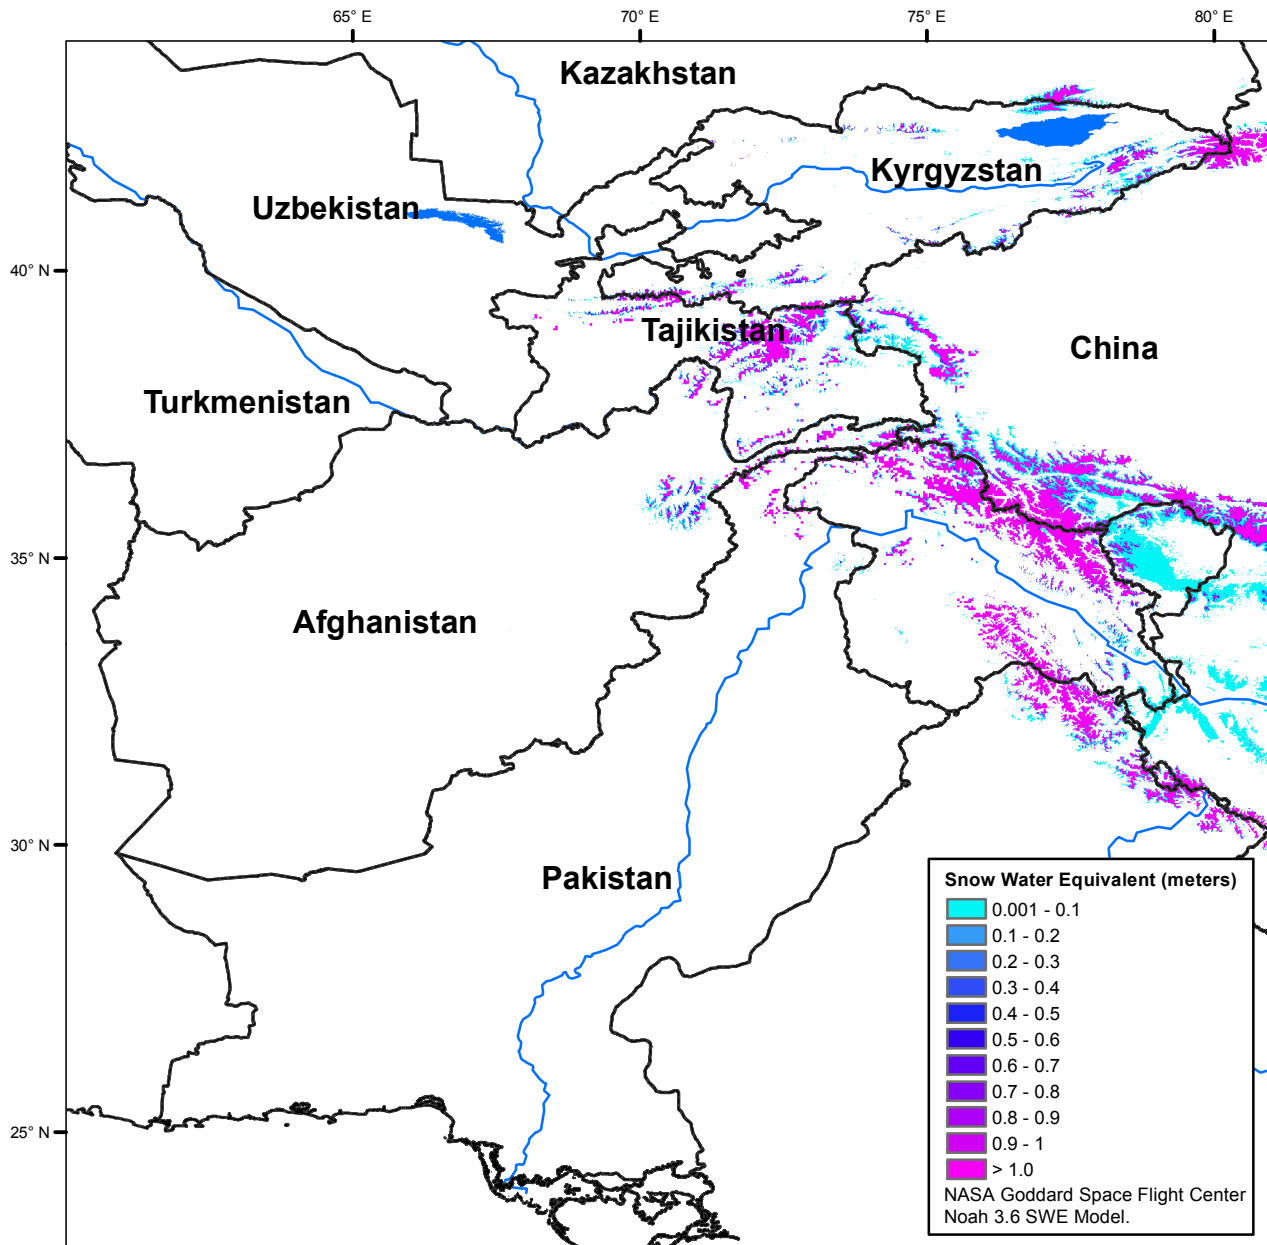 65° E
70° E
75° E
80° E
Kazakhstan
Kyrgyzstan
Uzbekistan
40° N
Tajikistan
China
Turkmenistan
35° N
Afghanistan
30° N
Pakistan
25° N
Snow Water Equivalent (meters)
0.001 - 0.1
0.1 - 0.2
0.2 - 0.3
0.3 - 0.4
0.4 - 0.5
0.5 - 0.6
0.6 - 0.7
0.7 - 0.8
0.8 - 0.9
0.9 - 1
> 1.0
NASA Goddard Space Flight Center
Noah 3.6 SWE Model.